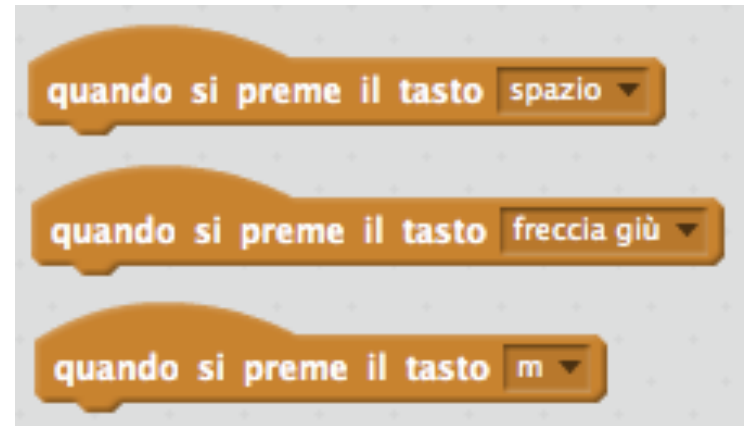 quando si preme il tasto spazio
quando si preme il tasto freccia giù
quando si preme il tasto m